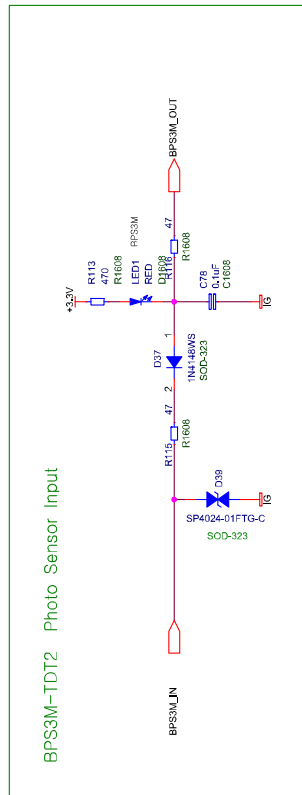 BPS3M-TDT2  Photo Sensor Input
BPS3M_IN
BPS3M_OUT
+3.3V
R113
470
R1608
LED1
RED
D1608
RPS3M
R116
47
R1608
C78
0.1uF
C1608
IG
D37
1
2
1N4148WS
SOD-323
R115
47
R1608
D39
SP4024-01FTG-C
SOD-323
IG